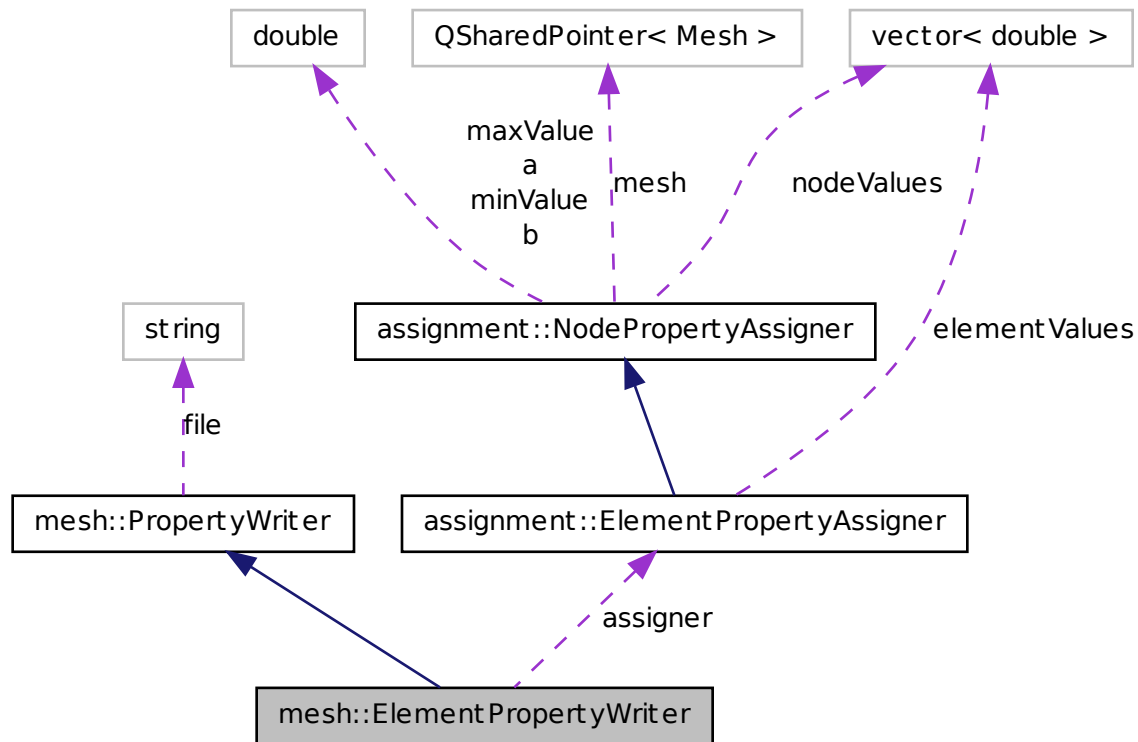 double
QSharedPointer< Mesh >
vector< double >
maxValue
a
minValue
b
mesh
nodeValues
string
assignment::NodePropertyAssigner
elementValues
file
mesh::PropertyWriter
assignment::ElementPropertyAssigner
assigner
mesh::ElementPropertyWriter